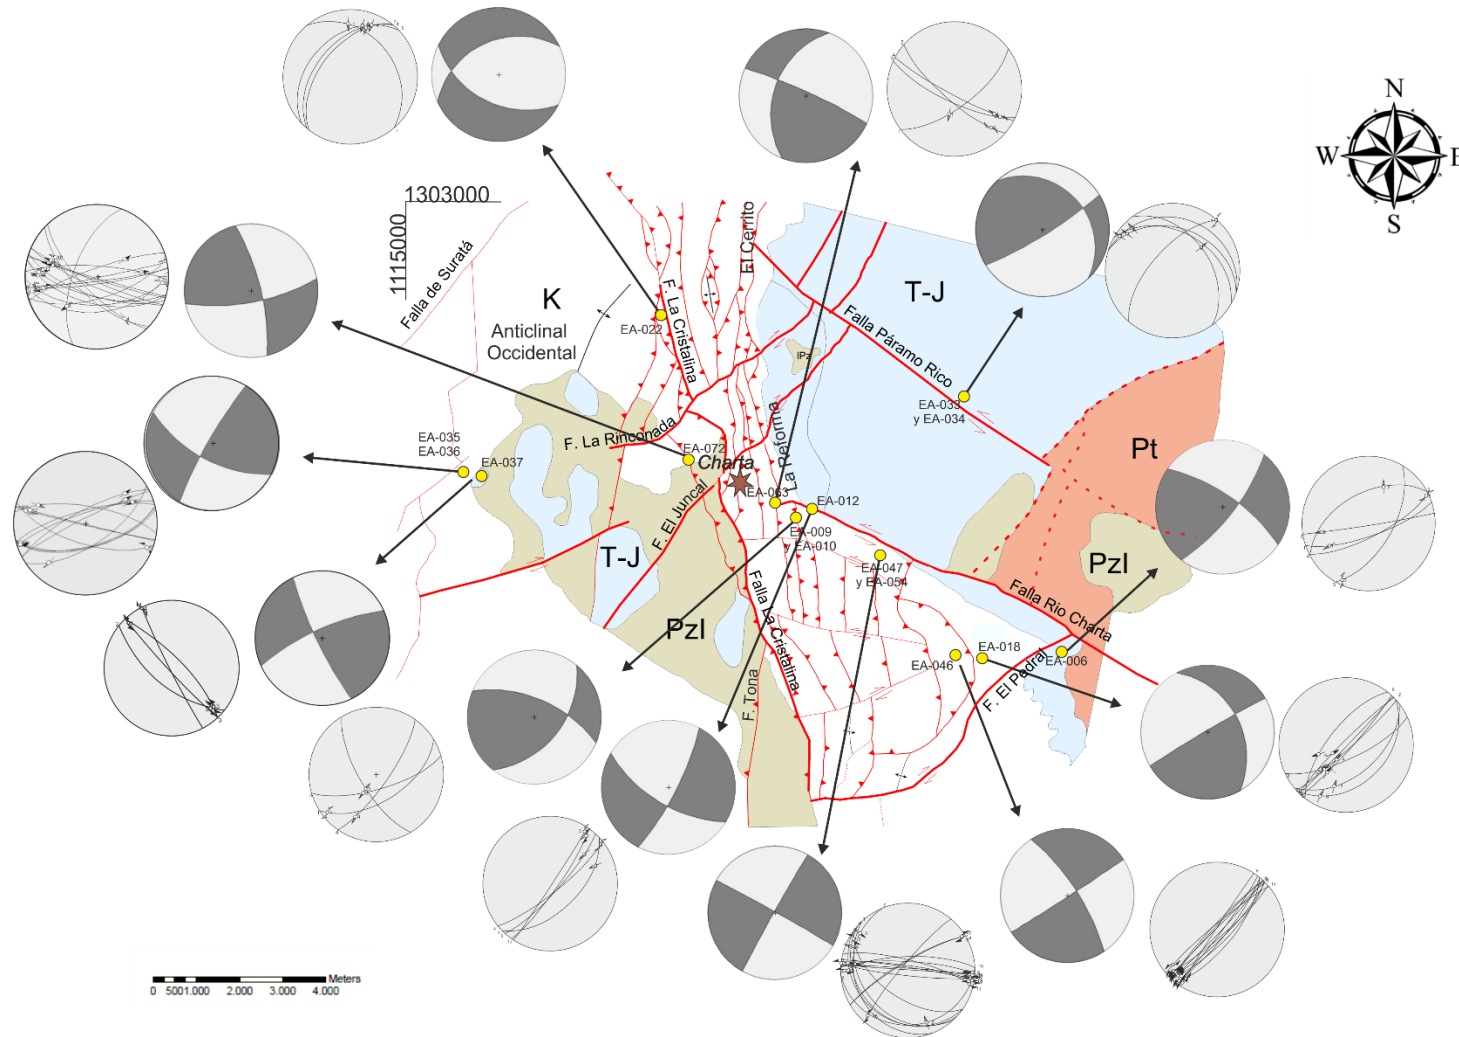 N
W
E
S
1303000
1115000
Falla de Suratá
K
Anticlinal
Occidental
EA-022
F. La Cristalina
El Cerrito
T-J
Falla Páramo Rico
lPz
EA-033
y EA-034
La Reforma
F. La Rinconada
EA-035
EA-036
EA-037
EA-072
Charta
EA-063
EA-012
EA-009
y EA-010
F. El Juncal
T-J
EA-047
y EA-054
Pt
PzI
Falla Rio Charta
PzI
Falla La Cristalina
F. Tona
EA-046
EA-018
EA-006
F. El Pedral
Meters
0 500 1.000 2.000 3.000 4.000